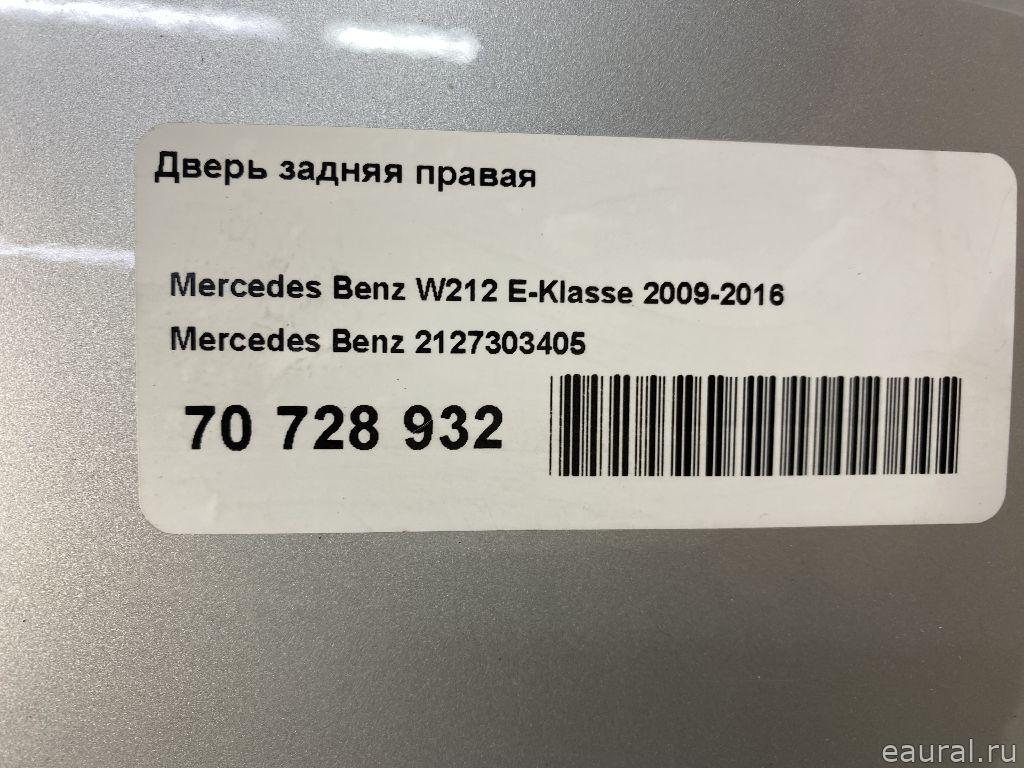 Дверь задняя правая
Mercedes Benz W212 E-Klasse 2009-2016
Mercedes Benz 2127303405
70 728 932
eaural.ru